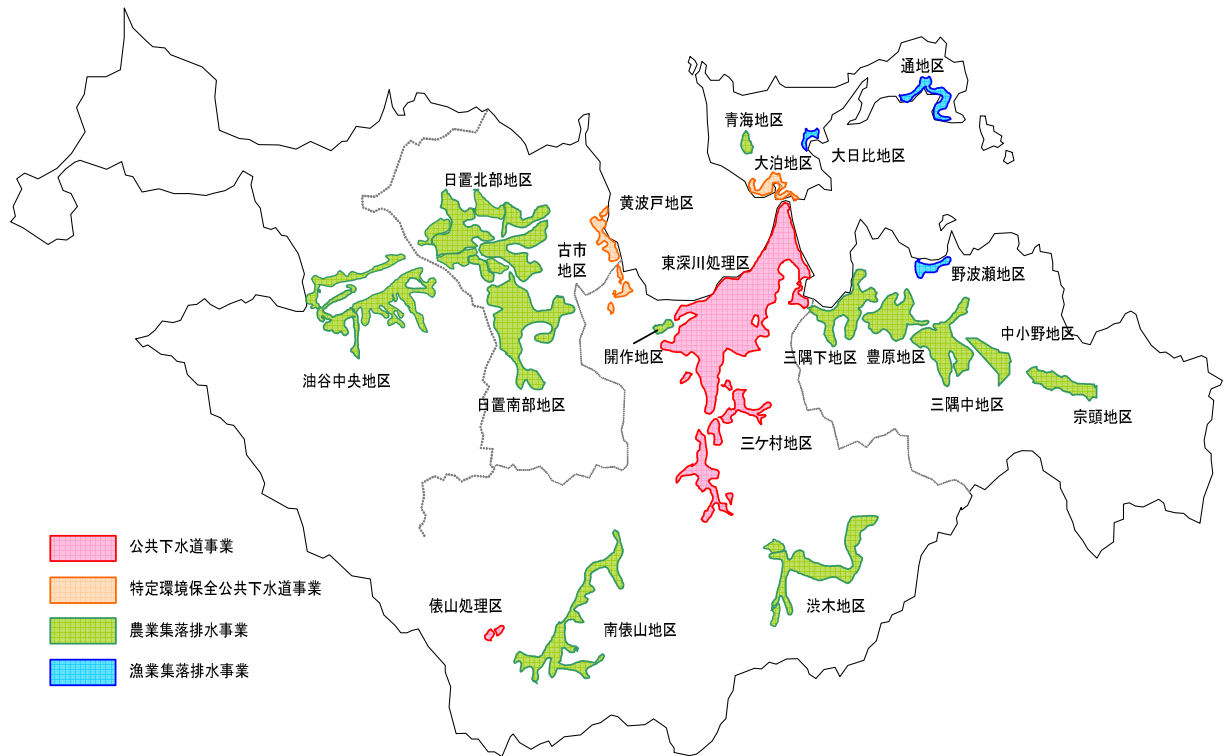 通地区
青海地区
大泊地区
大日比地区
日置北部地区
黄波戸地区
古市
地区
東深川処理区
野波瀬地区
中小野地区
開作地区
三隅下地区
豊原地区
油谷中央地区
日置南部地区
三隅中地区
宗頭地区
三ケ村地区
公共下水道事業
特定環境保全公共下水道事業
農業集落排水事業
漁業集落排水事業
俵山処理区
南俵山地区
渋木地区